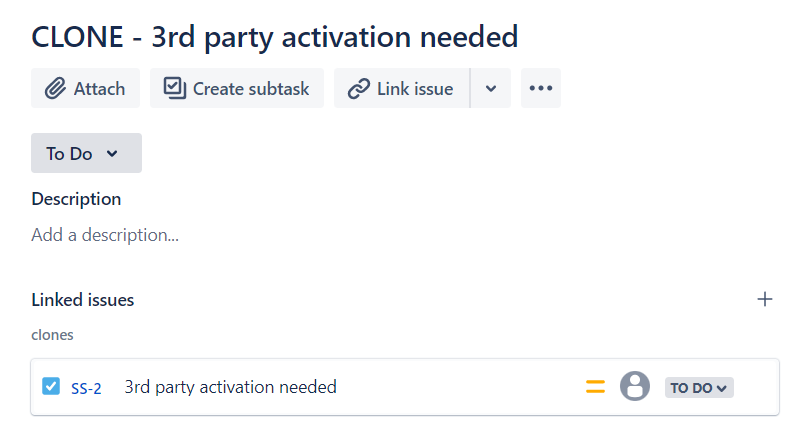 CLONE - 3rd party activation needed
Attach Create subtask Link issue
To Do
Description
Add a description...
Linked issues
clones
SS-2 3rd party activation needed TO DO